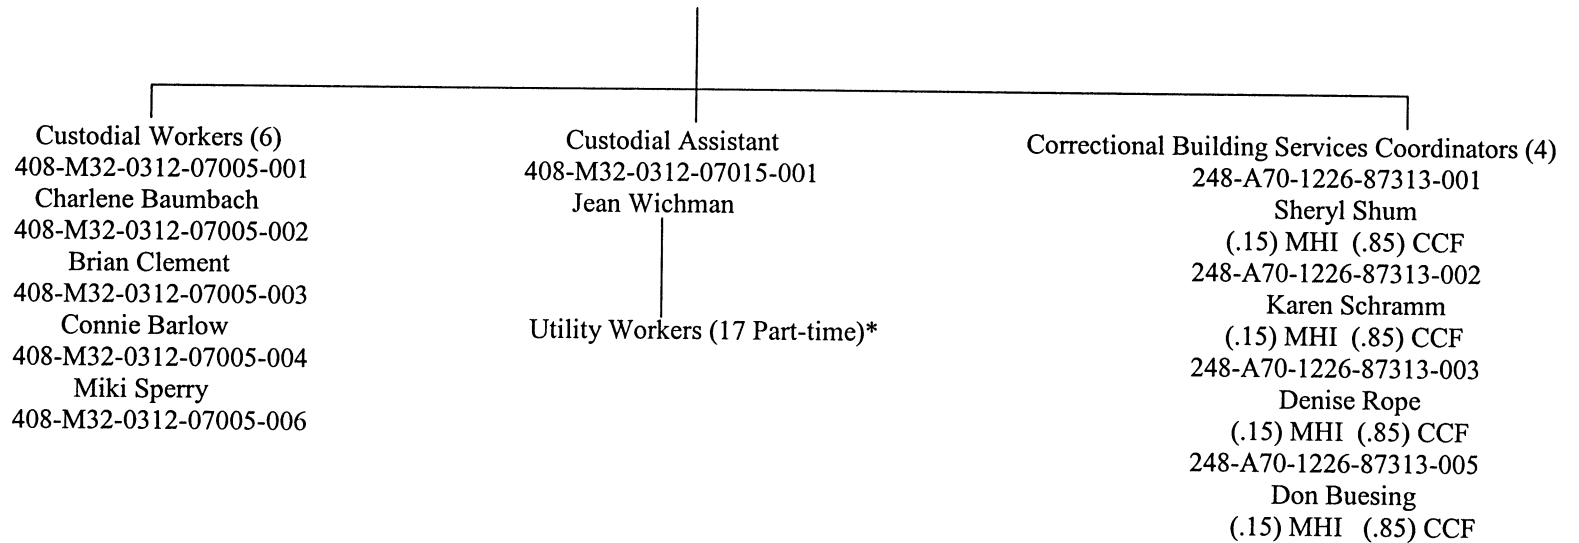 Custodial Workers (6)
408-M32-0312-07005-001
Charlene Baumbach
408-M32-0312-07005-002
Brian Clement
408-M32-0312-07005-003
Connie Barlow
408-M32-0312-07005-004
Miki Sperry
408-M32-0312-07005-006
Custodial Assistant
408-M32-0312-07015-001
Jean Wichman
Utility Workers (17 Part-time)*
Correctional Building Services Coordinators (4)
248-A70-1226-87313-001
Sheryl Shum
(.15) MHI (.85) CCF
248-A70-1226-87313-002
Karen Schramm
(.15) MHI (.85) CCF
248-A70-1226-87313-003
Denise Rope
(.15) MHI (.85) CCF
248-A70-1226-87313-005
Don Buesing
(.15) MHI (.85) CCF